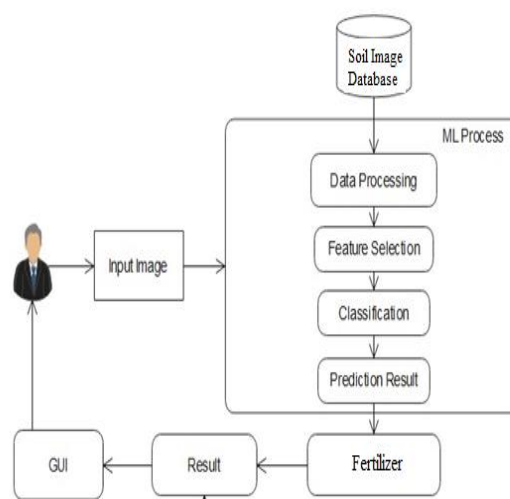 Soil Image
Database
ML Process
Data Processing
Feature Selection
Input Image
Classification
Prediction Result
GUI
Result
Fertilizer